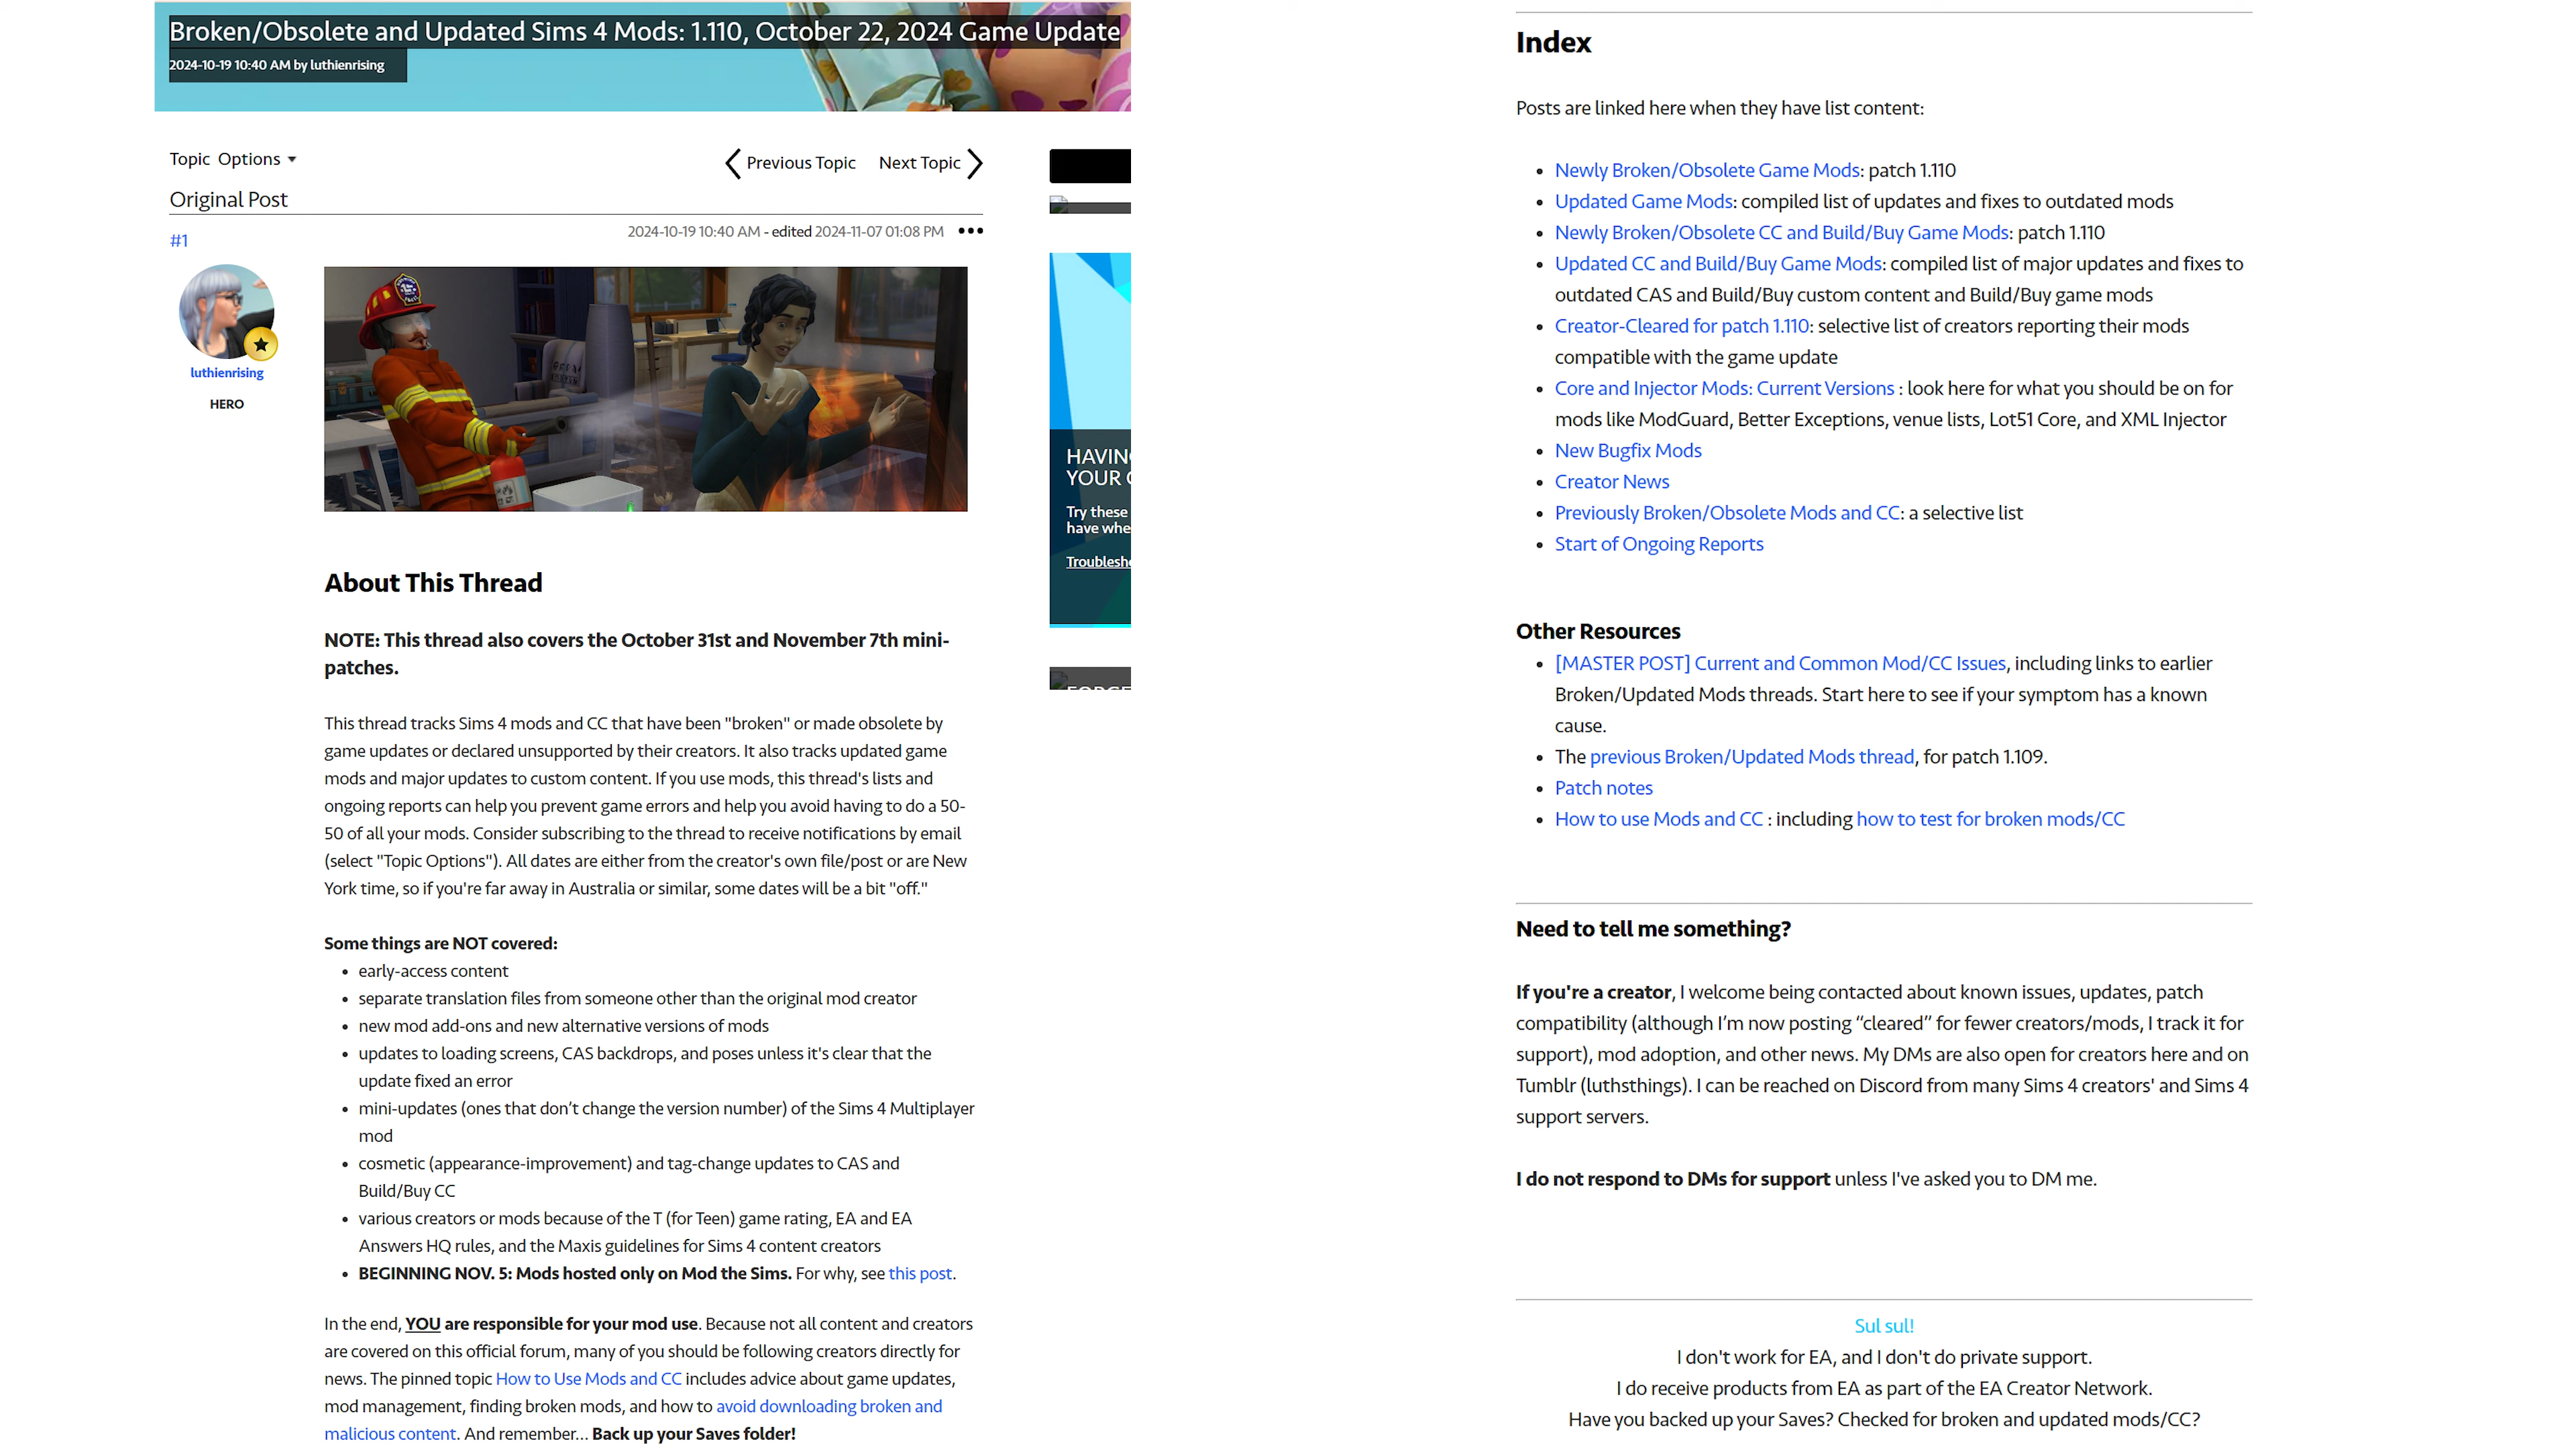 Broken/Obsolete and Updated Sims 4 Mods: 1.110, October 22, 2024 Game Update
2024-10-19 10:40 AM by luthienrising
Topic Options
Previous Topic Next Topic
Original Post
#1
2024-10-19 10:40 AM - edited 2024-11-07 01:08 PM
luthienrising
HERO
About This Thread
NOTE: This thread also covers the October 31st and November 7th mini-
patches.
This thread tracks Sims 4 mods and CC that have been "broken" or made obsolete by
game updates or declared unsupported by their creators. It also tracks updated game
mods and major updates to custom content. If you use mods, this thread's lists and
ongoing reports can help you prevent game errors and help you avoid having to do a 50-
50 of all your mods. Consider subscribing to the thread to receive notifications by email
(select "Topic Options"). All dates are either from the creator's own file/post or are New
York time, so if you're far away in Australia or similar, some dates will be a bit "off."
Some things are NOT covered:
• early-access content
• separate translation files from someone other than the original mod creator
• new mod add-ons and new alternative versions of mods
• updates to loading screens, CAS backdrops, and poses unless it's clear that the
update fixed an error
• mini-updates (ones that don’t change the version number) of the Sims 4 Multiplayer
mod
• cosmetic (appearance-improvement) and tag-change updates to CAS and
Build/Buy CC
• various creators or mods because of the T (for Teen) game rating, EA and EA
Answers HQ rules, and the Maxis guidelines for Sims 4 content creators
• BEGINNING NOV. 5: Mods hosted only on Mod the Sims. For why, see this post.
In the end, YOU are responsible for your mod use. Because not all content and creators
are covered on this official forum, many of you should be following creators directly for
news. The pinned topic How to Use Mods and CC includes advice about game updates,
mod management, finding broken mods, and how to avoid downloading broken and
malicious content. And remember... Back up your Saves folder!
HAVIN
YOUR
Try these
have whe
Troublesh
Index
Posts are linked here when they have list content:
• Newly Broken/Obsolete Game Mods: patch 1.110
• Updated Game Mods: compiled list of updates and fixes to outdated mods
• Newly Broken/Obsolete CC and Build/Buy Game Mods: patch 1.110
• Updated CC and Build/Buy Game Mods: compiled list of major updates and fixes to
outdated CAS and Build/Buy custom content and Build/Buy game mods
• Creator-Cleared for patch 1.110: selective list of creators reporting their mods
compatible with the game update
• Core and Injector Mods: Current Versions : look here for what you should be on for
mods like ModGuard, Better Exceptions, venue lists, Lot51 Core, and XML Injector
• New Bugfix Mods
• Creator News
• Previously Broken/Obsolete Mods and CC: a selective list
• Start of Ongoing Reports
Other Resources
• [MASTER POST] Current and Common Mod/CC Issues, including links to earlier
Broken/Updated Mods threads. Start here to see if your symptom has a known
cause.
• The previous Broken/Updated Mods thread, for patch 1.109.
• Patch notes
• How to use Mods and CC : including how to test for broken mods/CC
Need to tell me something?
If you're a creator, I welcome being contacted about known issues, updates, patch
compatibility (although I’m now posting “cleared” for fewer creators/mods, I track it for
support), mod adoption, and other news. My DMs are also open for creators here and on
Tumblr (luthsthings). I can be reached on Discord from many Sims 4 creators' and Sims 4
support servers.
I do not respond to DMs for support unless I've asked you to DM me.
Sul sul!
I don't work for EA, and I don't do private support.
I do receive products from EA as part of the EA Creator Network.
Have you backed up your Saves? Checked for broken and updated mods/CC?